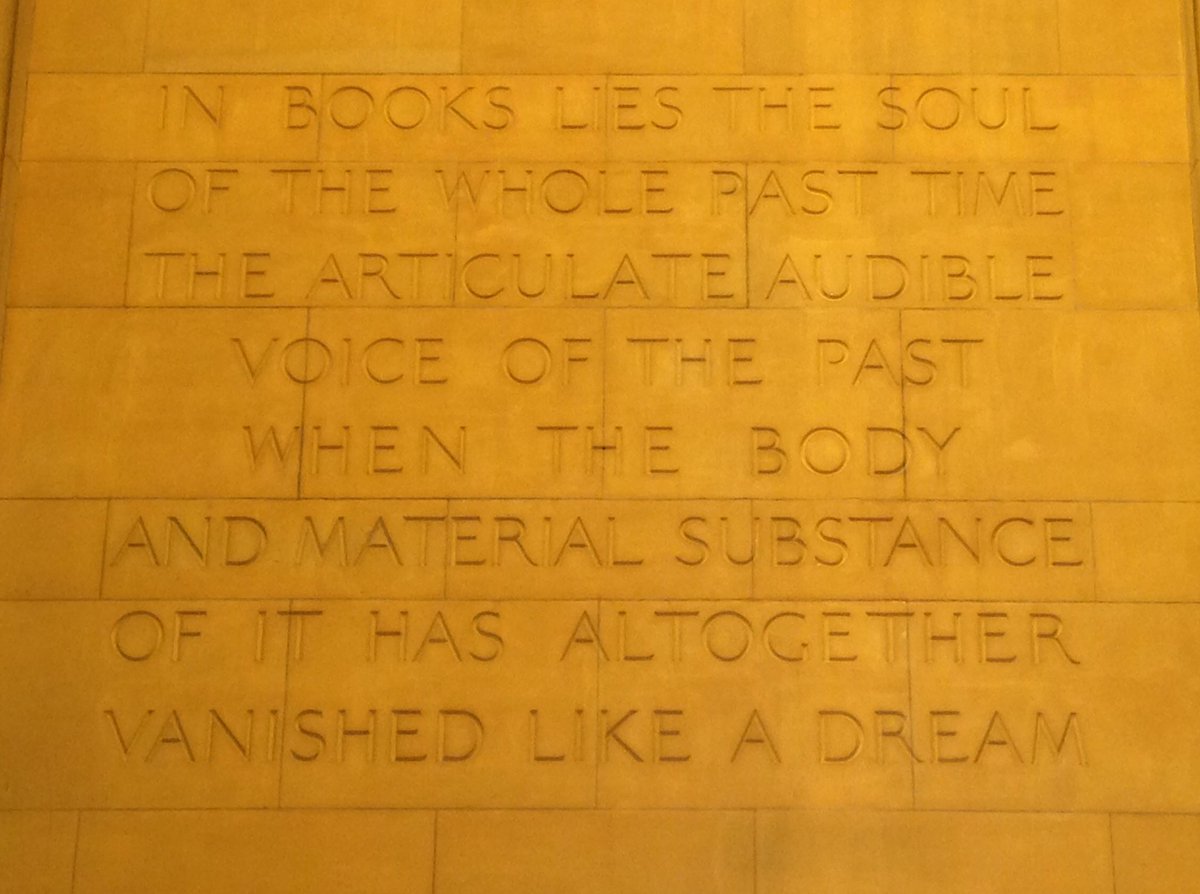 IN BOOKS LIES THE SOUL
OF THE WHOLE PAST TIME
THE ARTICULATE AUDIBLE
VOICE OF THE PAST
WHEN THE BODY
AND MATERIAL SUBSTANCE
OF IT HAS ALTOGETHER
VANISHED LIKE A DREAM